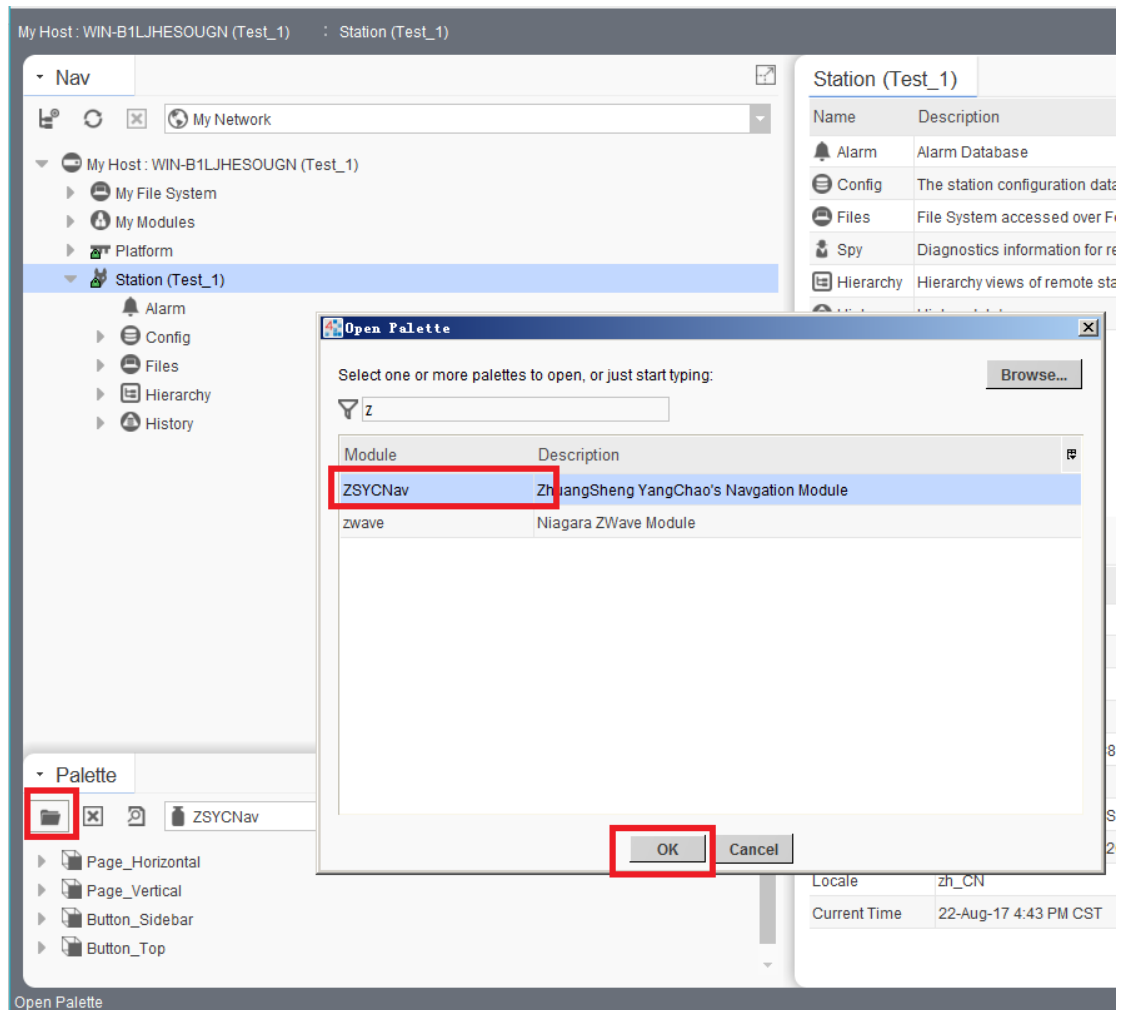 My Host : WIN-B1LJHESOUGN (Test_1) : Station (Test_1)
Nav
My Network
My Host : WIN-B1LJHESOUGN (Test_1)
My File System
My Modules
Platform
Station (Test_1)
Alarm
Config
Files
Hierarchy
History
Station (Test_1)
Name Description
Alarm Alarm Database
Config The station configuration data
Files File System accessed over F
Spy Diagnostics information for re
Hierarchy Hierarchy views of remote sta
Open Palette
Select one or more palettes to open, or just start typing:
Browse...
z
Module Description
ZSYCNav ZhuangSheng YangChao's Navgation Module
zwave Niagara ZWave Module
OK Cancel
Palette
ZSYCNav
Page_Horizontal
Page_Vertical
Button_Sidebar
Button_Top
Locale zh_CN
Current Time 22-Aug-17 4:43 PM CST
Open Palette